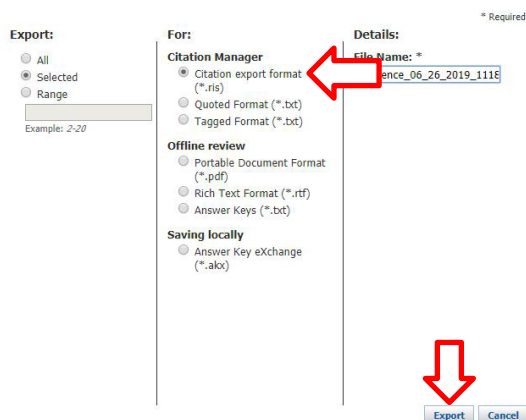 * Required
Export:
All
Selected
Range
Example: 2-20
For:
Citation Manager
Citation export format
(*.ris)
Quoted Format (*.txt)
Tagged Format (*.txt)
Offline review
Portable Document Format
(*.pdf)
Rich Text Format (*.rtf)
Answer Keys (*.txt)
Saving locally
Answer Key eXchange
(*.akx)
Details:
File Name: *
ence_06_26_2019_1118
Export
Cancel